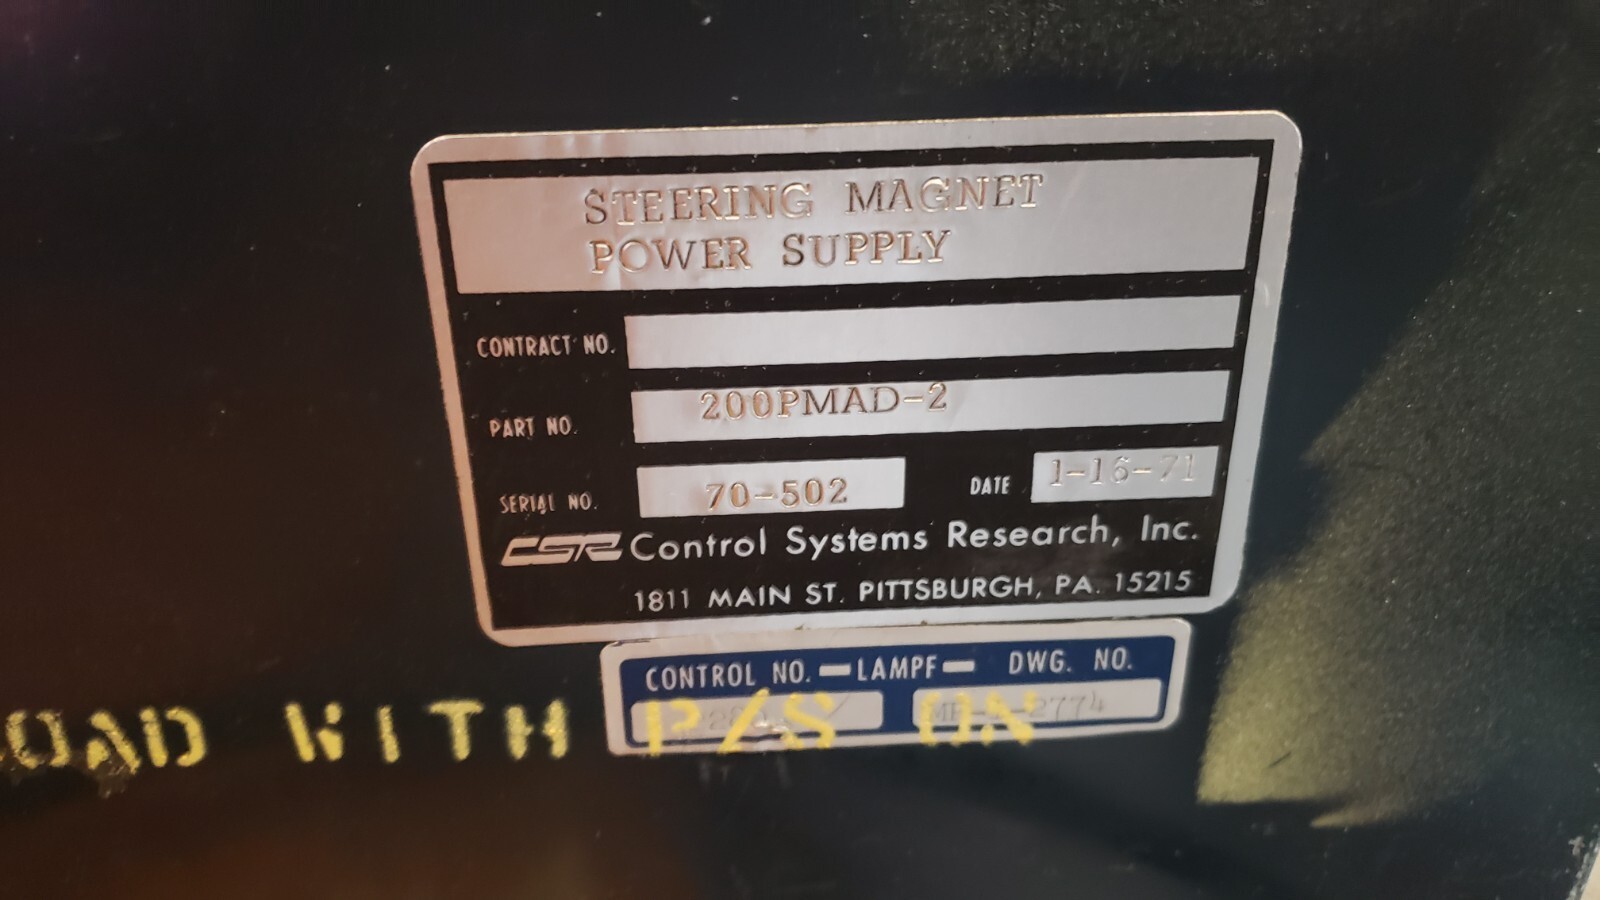 STEERING MAGNET
POWER SUPPLY
CONTRACT NO.
PART NO. 200PMAD-2
SERIAL NO. 70-502 DATE 1-16-71
CSR Control Systems Research, Inc.
1811 MAIN ST. PITTSBURGH, PA. 15215
CONTROL NO. — LAMPF — DWG. NO.
WITH P/S ON